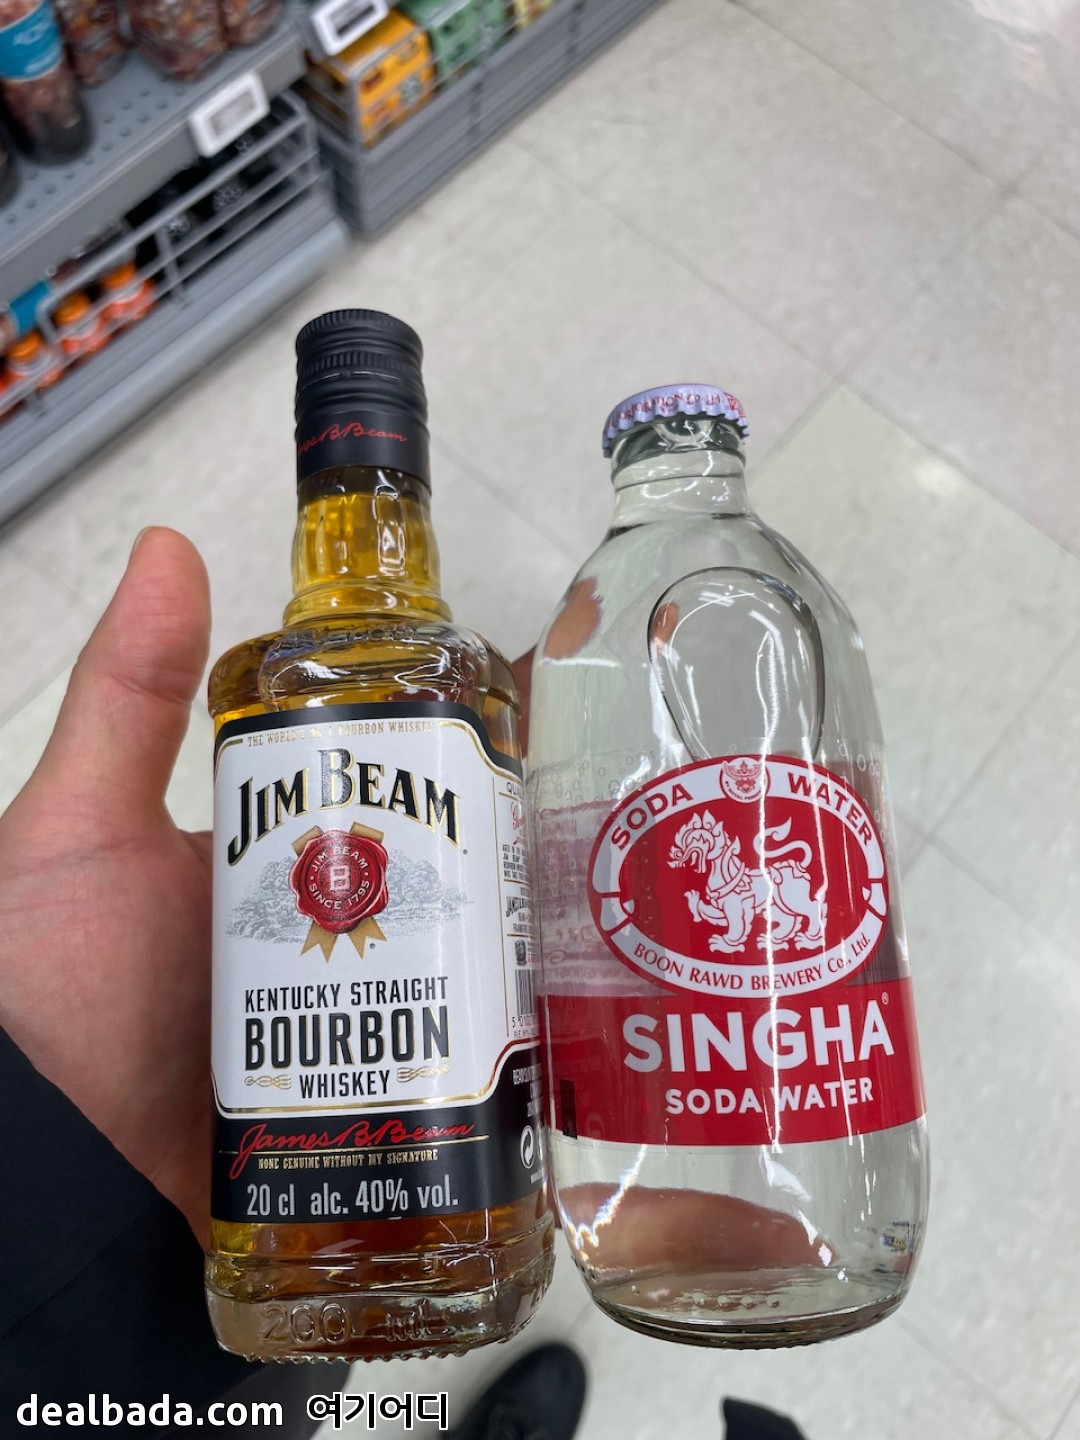 James B. Beam
THE WORLD'S No. 1 BOURBON WHISKEY
JIM BEAM
JIM BEAM
B
SINCE 1795
KENTUCKY STRAIGHT
BOURBON
WHISKEY
James B. Beam
NONE GENUINE WITHOUT MY SIGNATURE
20 cl alc. 40% vol.
200 mL
SODA WATER
BOON RAWD BREWERY Co., Ltd.
SINGHA®
SODA WATER
dealbada.com 여기어디